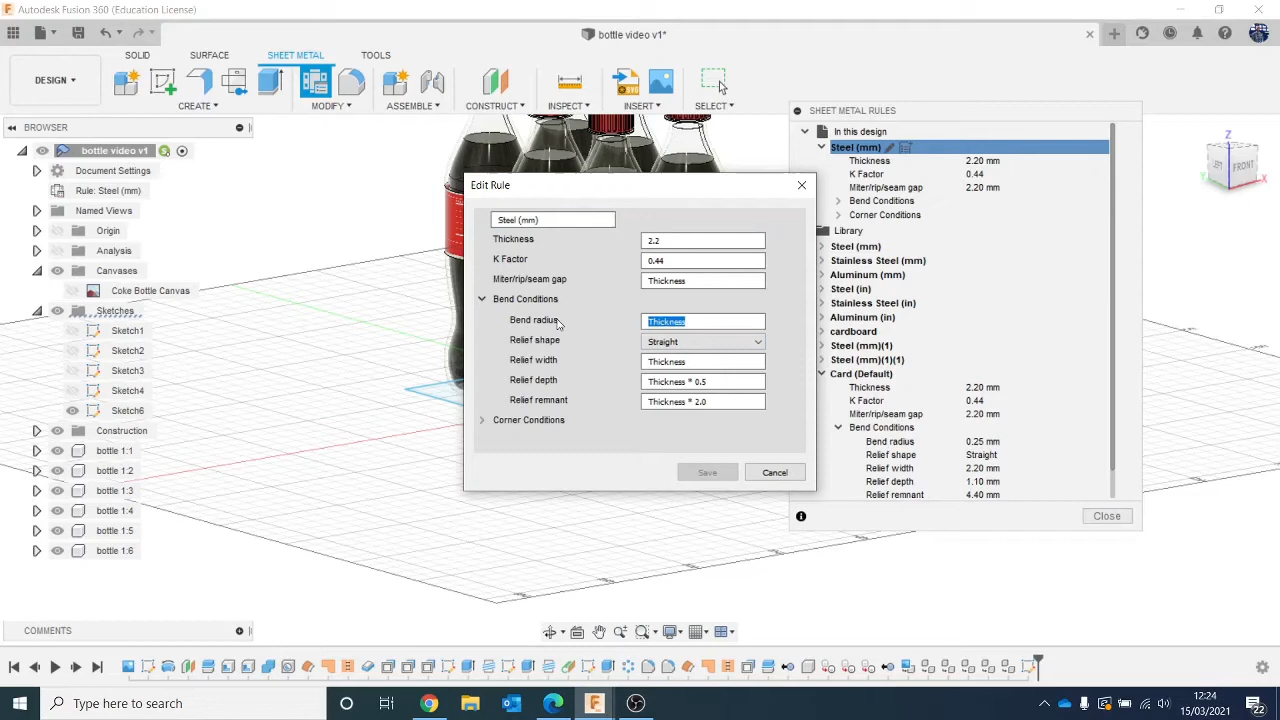 Autodesk Fusion 360 (Education License)
bottle video v1*
DESIGN
SOLID SURFACE SHEET METAL TOOLS
CREATE MODIFY ASSEMBLE CONSTRUCT INSPECT INSERT SELECT
BROWSER
bottle video v1
Document Settings
Rule: Steel (mm)
Named Views
Origin
Analysis
Canvases
Coke Bottle Canvas
Sketches
Sketch1
Sketch2
Sketch3
Sketch4
Sketch6
Construction
bottle 1:1
bottle 1:2
bottle 1:3
bottle 1:4
bottle 1:5
bottle 1:6
COMMENTS
Edit Rule
Steel (mm)
Thickness 2.2
K Factor 0.44
Miter/rip/seam gap Thickness
Bend Conditions
Bend radius Thickness
Relief shape Straight
Relief width Thickness
Relief depth Thickness * 0.5
Relief remnant Thickness * 2.0
Corner Conditions
Save Cancel
SHEET METAL RULES
In this design
Steel (mm)
Thickness 2.20 mm
K Factor 0.44
Miter/rip/seam gap 2.20 mm
Bend Conditions
Corner Conditions
Library
Steel (mm)
Stainless Steel (mm)
Aluminum (mm)
Steel (in)
Stainless Steel (in)
Aluminum (in)
cardboard
Steel (mm)(1)
Steel (mm)(1)(1)
Card (Default)
Thickness 2.20 mm
K Factor 0.44
Miter/rip/seam gap 2.20 mm
Bend Conditions
Bend radius 0.25 mm
Relief shape Straight
Relief width 2.20 mm
Relief depth 1.10 mm
Relief remnant 4.40 mm
Close
Z
LEFT FRONT
X
Y
Type here to search
12:24
15/03/2021
22